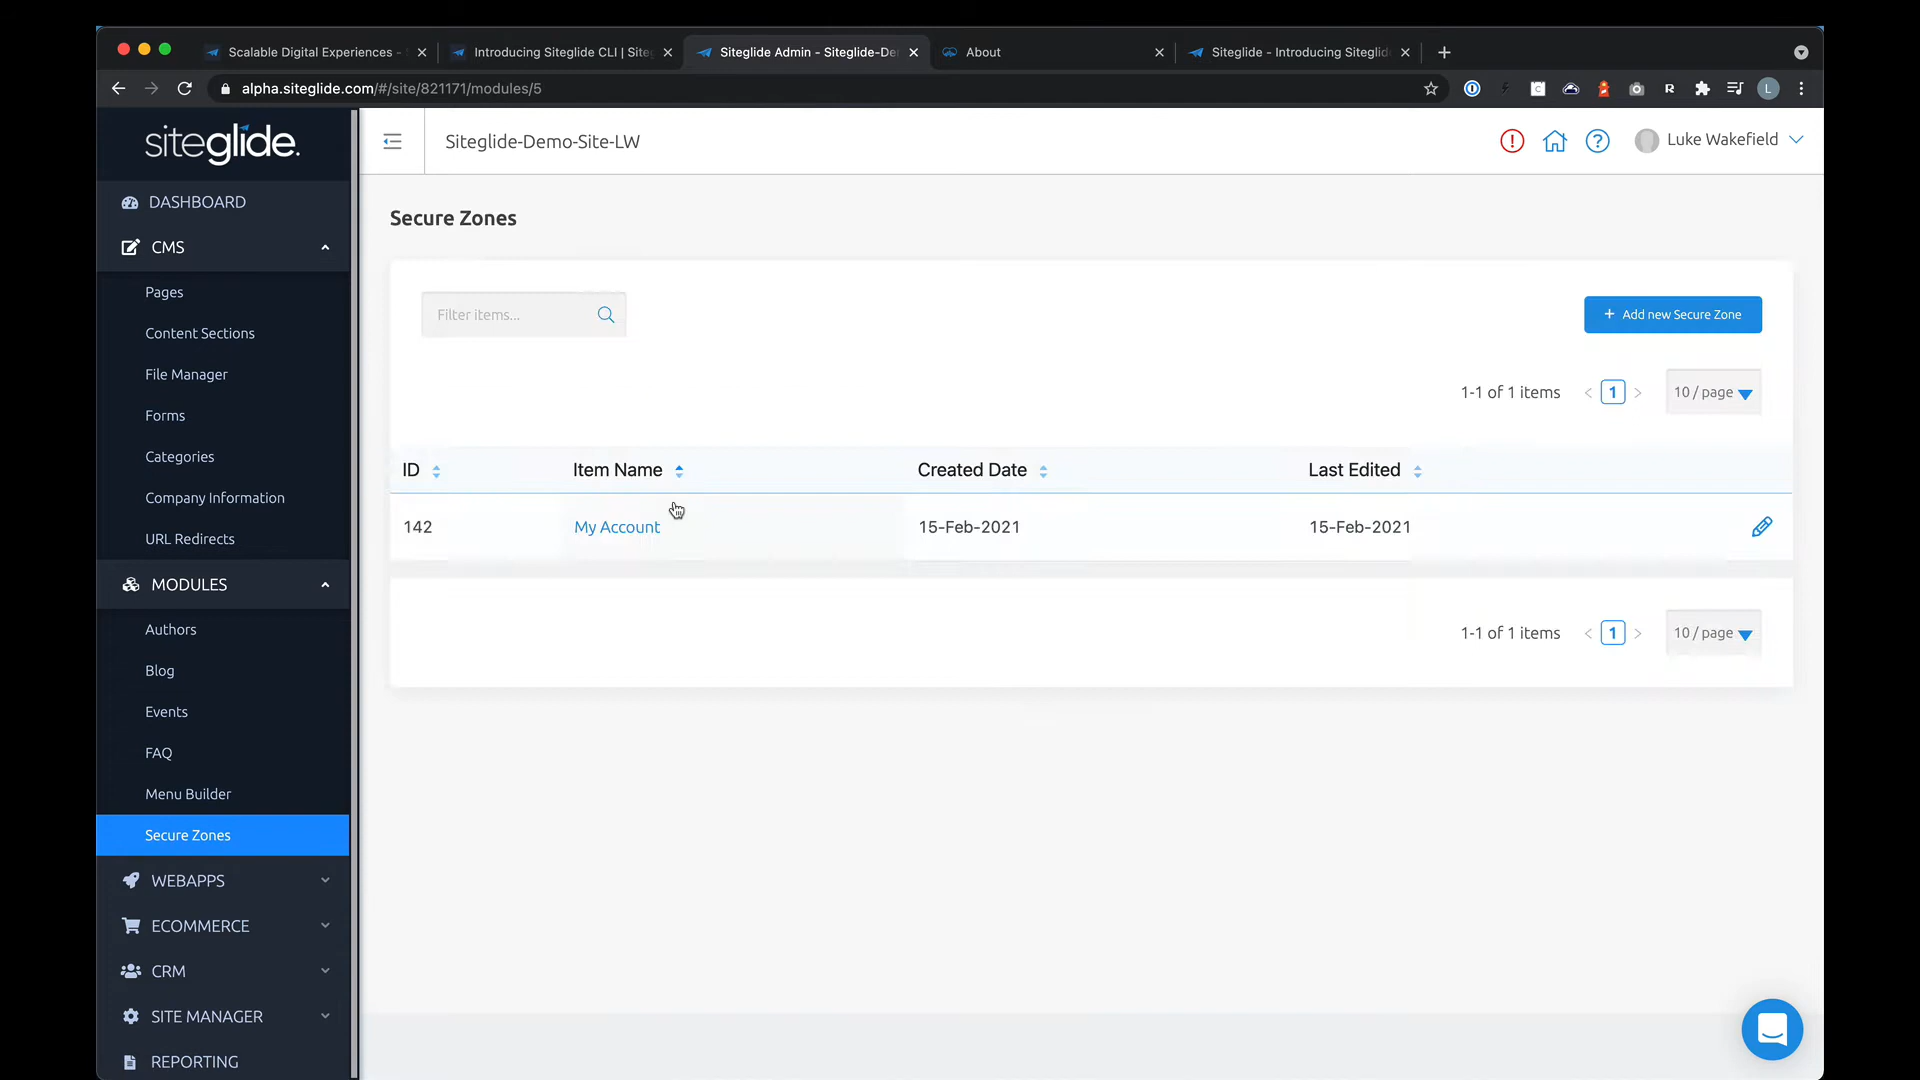 Scalable Digital Experiences -
Introducing Siteglide CLI | Site
Siteglide Admin - Siteglide-De
About
Siteglide - Introducing Siteglid
alpha.siteglide.com/#/site/821171/modules/5
L
siteglide.
Siteglide-Demo-Site-LW
Luke Wakefield
DASHBOARD
CMS
Pages
Content Sections
File Manager
Forms
Categories
Company Information
URL Redirects
MODULES
Authors
Blog
Events
FAQ
Menu Builder
Secure Zones
WEBAPPS
ECOMMERCE
CRM
SITE MANAGER
REPORTING
Secure Zones
Filter items...
+ Add new Secure Zone
1-1 of 1 items < 1 > 10 / page
ID Item Name Created Date Last Edited
142 My Account 15-Feb-2021 15-Feb-2021
1-1 of 1 items < 1 > 10 / page